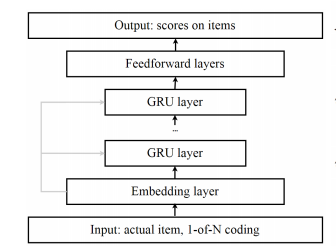 Output: scores on items
Feedforward layers
GRU layer
...
GRU layer
Embedding layer
Input: actual item, 1-of-N coding